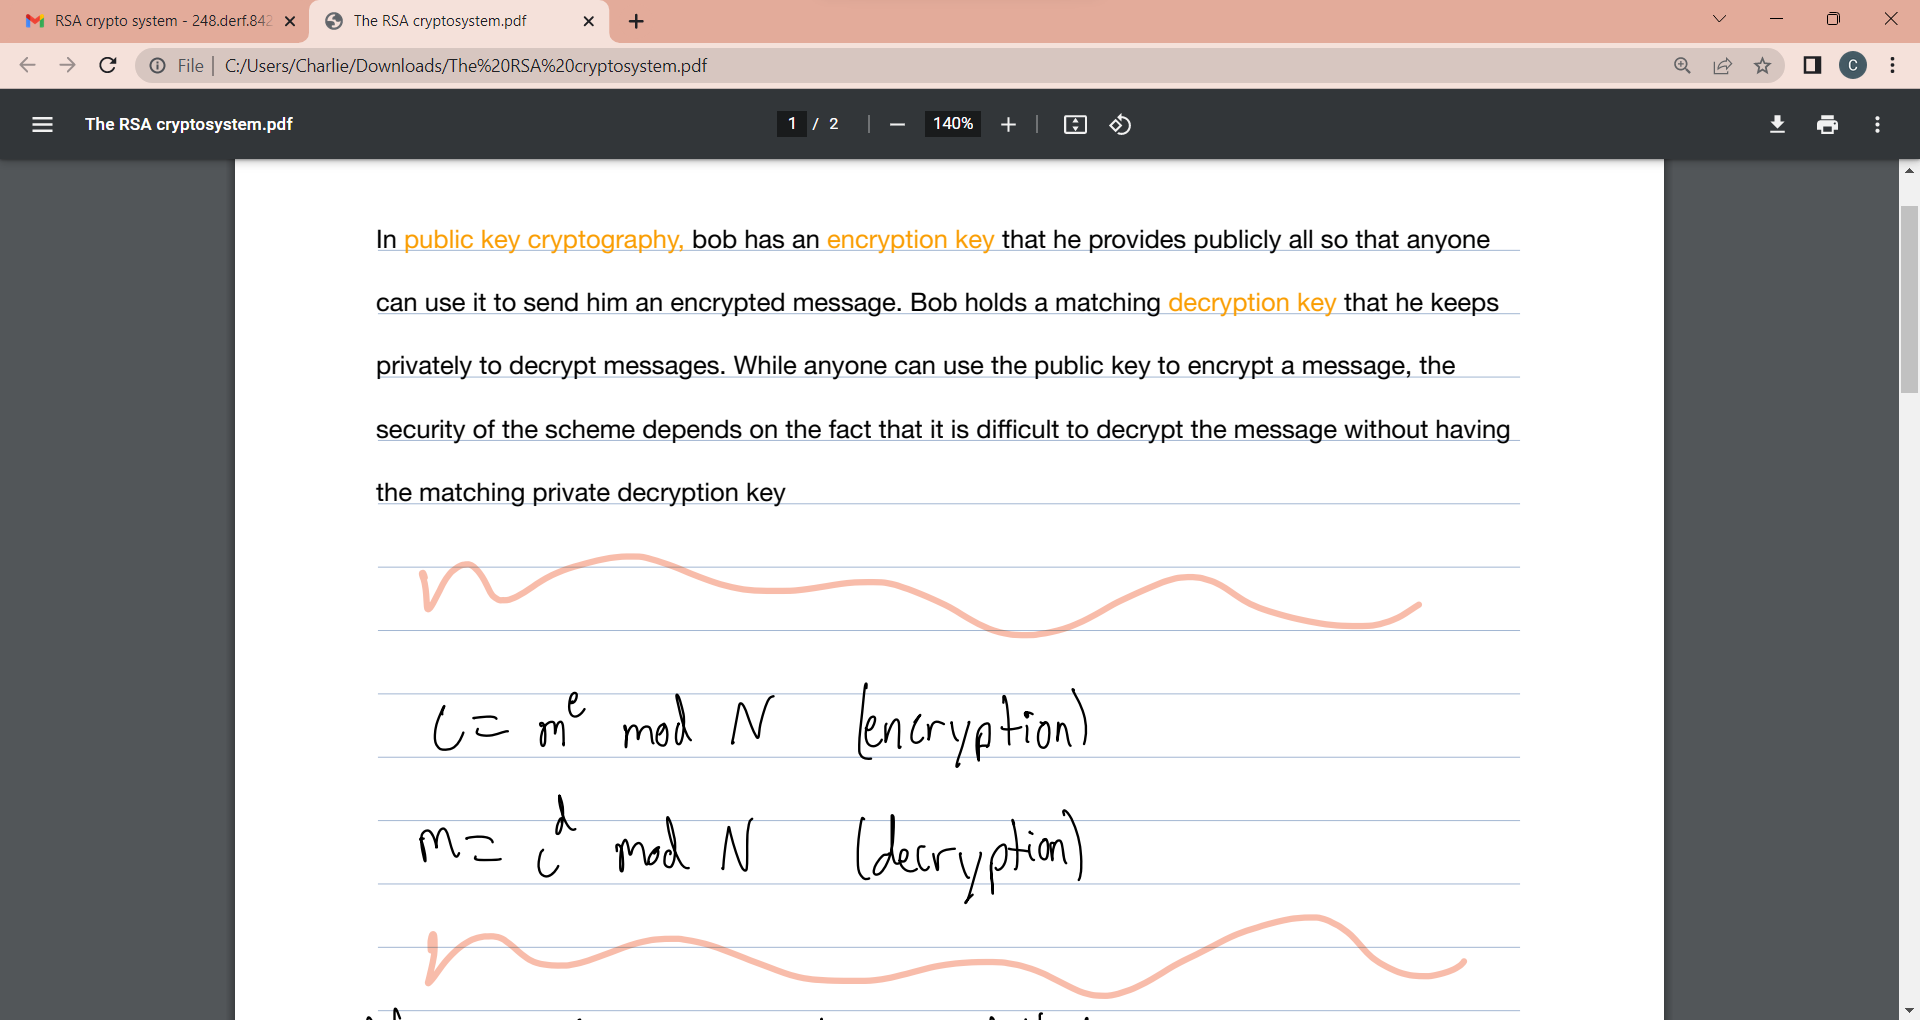 RSA crypto system - 248.derf.842
The RSA cryptosystem.pdf
File
C:/Users/Charlie/Downloads/The%20RSA%20cryptosystem.pdf
C
The RSA cryptosystem.pdf
1 / 2
140%
In public key cryptography, bob has an encryption key that he provides publicly all so that anyone
can use it to send him an encrypted message. Bob holds a matching decryption key that he keeps
privately to decrypt messages. While anyone can use the public key to encrypt a message, the
security of the scheme depends on the fact that it is difficult to decrypt the message without having
the matching private decryption key
c = m^e mod N (encryption)
m = c^d mod N (decryption)